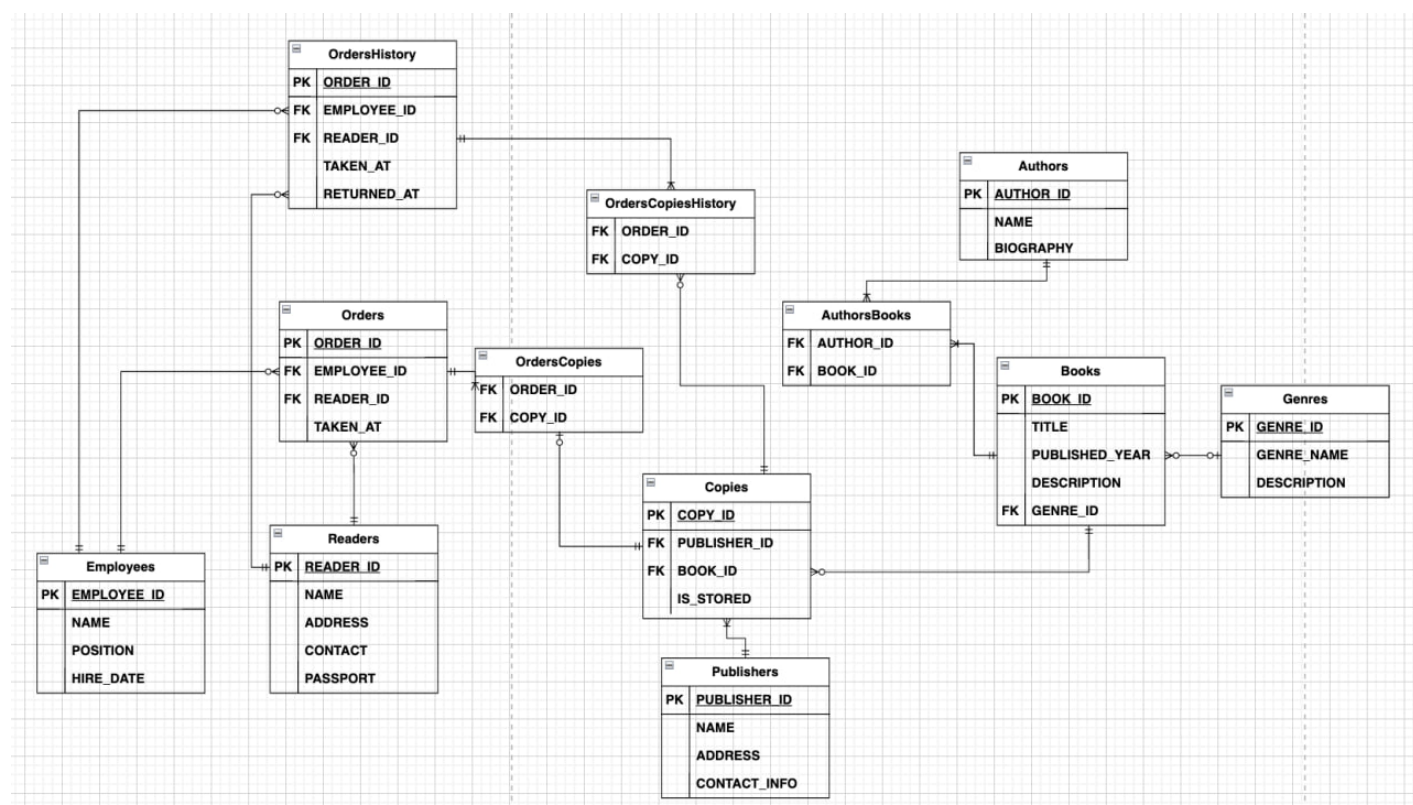 OrdersHistory
PK ORDER_ID
FK EMPLOYEE_ID
FK READER_ID
TAKEN_AT
RETURNED_AT
OrdersCopiesHistory
FK ORDER_ID
FK COPY_ID
Authors
PK AUTHOR_ID
NAME
BIOGRAPHY
Orders
PK ORDER_ID
FK EMPLOYEE_ID
FK READER_ID
TAKEN_AT
OrdersCopies
FK ORDER_ID
FK COPY_ID
AuthorsBooks
FK AUTHOR_ID
FK BOOK_ID
Books
PK BOOK_ID
TITLE
PUBLISHED_YEAR
DESCRIPTION
FK GENRE_ID
Genres
PK GENRE_ID
GENRE_NAME
DESCRIPTION
Copies
PK COPY_ID
FK PUBLISHER_ID
FK BOOK_ID
IS_STORED
Employees
PK EMPLOYEE_ID
NAME
POSITION
HIRE_DATE
Readers
PK READER_ID
NAME
ADDRESS
CONTACT
PASSPORT
Publishers
PK PUBLISHER_ID
NAME
ADDRESS
CONTACT_INFO